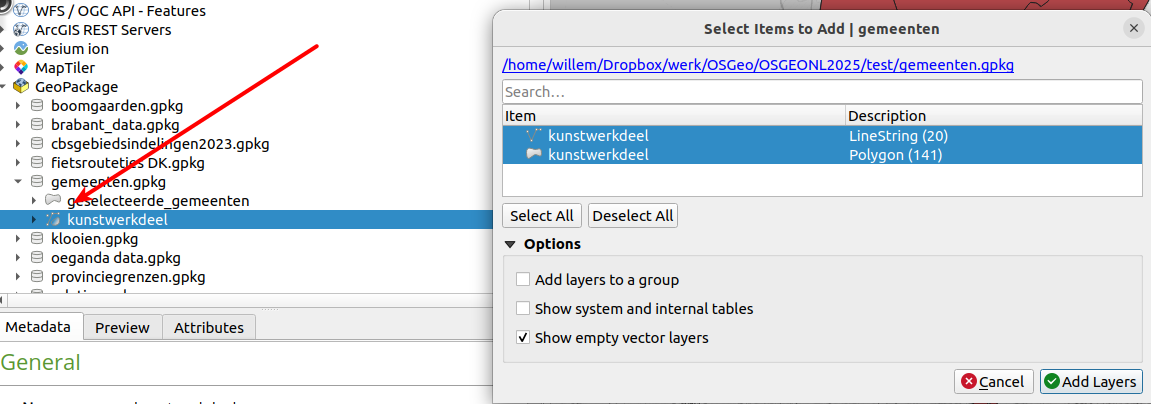 WFS / OGC API - Features
ArcGIS REST Servers
Cesium ion
MapTiler
GeoPackage
boomgaarden.gpkg
brabant_data.gpkg
cbsgebiedsindelingen2023.gpkg
fietsroutetjes DK.gpkg
gemeenten.gpkg
geselecteerde_gemeenten
kunstwerkdeel
klooien.gpkg
oeganda data.gpkg
provinciegrenzen.gpkg
Metadata Preview Attributes
General
Select Items to Add | gemeenten
/home/willem/Dropbox/werk/OSGeo/OSGEONL2025/test/gemeenten.gpkg
Search…
Item Description
kunstwerkdeel LineString (20)
kunstwerkdeel Polygon (141)
Select All Deselect All
Options
Add layers to a group
Show system and internal tables
Show empty vector layers
Cancel Add Layers